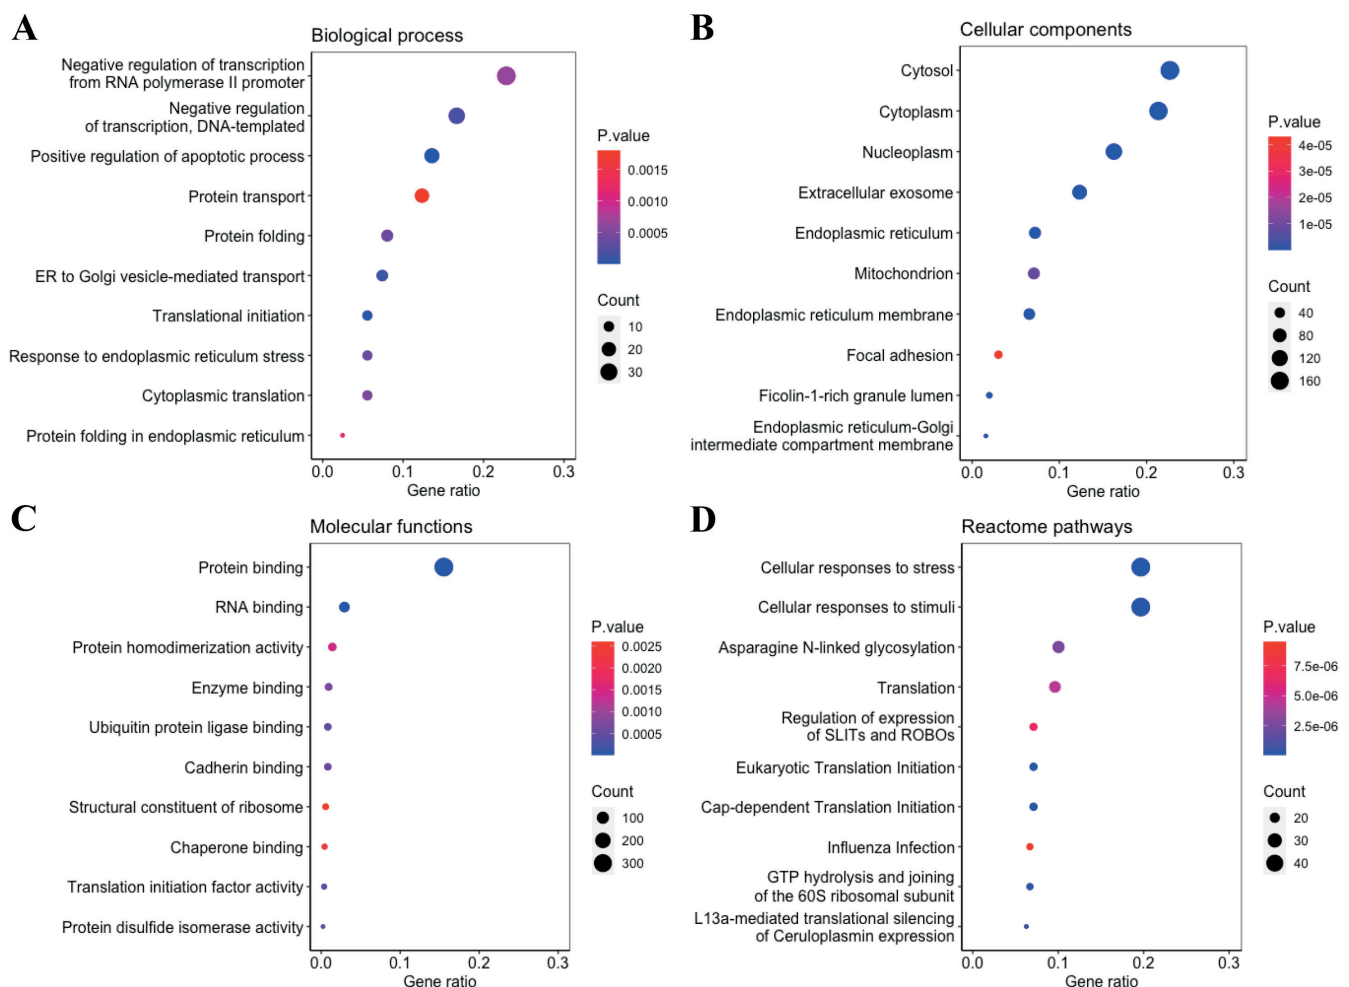 A
Biological process
Negative regulation of transcription
from RNA polymerase II promoter
Negative regulation
of transcription, DNA-templated
Positive regulation of apoptotic process
Protein transport
Protein folding
ER to Golgi vesicle-mediated transport
Translational initiation
Response to endoplasmic reticulum stress
Cytoplasmic translation
Protein folding in endoplasmic reticulum
0.0 0.1 0.2 0.3
Gene ratio
P.value
0.0015
0.0010
0.0005
Count
10
20
30
B
Cellular components
Cytosol
Cytoplasm
Nucleoplasm
Extracellular exosome
Endoplasmic reticulum
Mitochondrion
Endoplasmic reticulum membrane
Focal adhesion
Ficolin-1-rich granule lumen
Endoplasmic reticulum-Golgi
intermediate compartment membrane
0.0 0.1 0.2 0.3
Gene ratio
P.value
4e-05
3e-05
2e-05
1e-05
Count
40
80
120
160
C
Molecular functions
Protein binding
RNA binding
Protein homodimerization activity
Enzyme binding
Ubiquitin protein ligase binding
Cadherin binding
Structural constituent of ribosome
Chaperone binding
Translation initiation factor activity
Protein disulfide isomerase activity
0.0 0.1 0.2 0.3
Gene ratio
P.value
0.0025
0.0020
0.0015
0.0010
0.0005
Count
100
200
300
D
Reactome pathways
Cellular responses to stress
Cellular responses to stimuli
Asparagine N-linked glycosylation
Translation
Regulation of expression
of SLITs and ROBOs
Eukaryotic Translation Initiation
Cap-dependent Translation Initiation
Influenza Infection
GTP hydrolysis and joining
of the 60S ribosomal subunit
L13a-mediated translational silencing
of Ceruloplasmin expression
0.0 0.1 0.2 0.3
Gene ratio
P.value
7.5e-06
5.0e-06
2.5e-06
Count
20
30
40